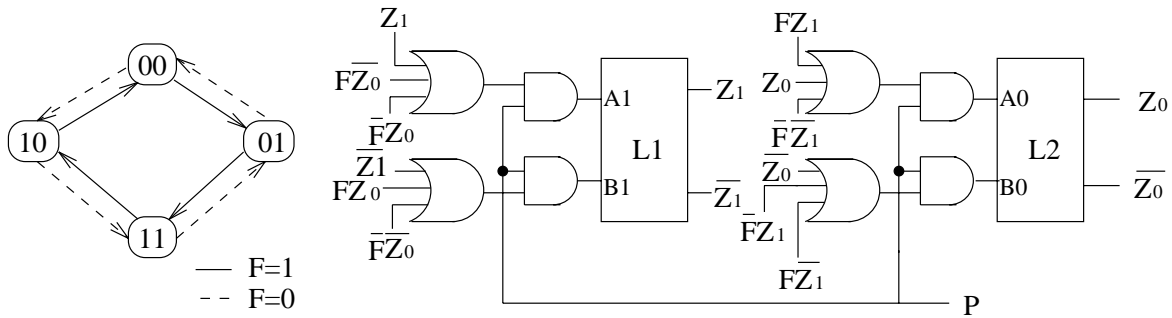 00
10
01
11
F=1
F=0
Z1
FZ̅0̅
F̅Z0
Z̅1̅
FZ0
F̅Z̅0̅
A1
B1
L1
Z1
Z̅1̅
FZ1
Z0
F̅Z̅1̅
Z̅0̅
F̅Z1
FZ̅1̅
A0
B0
L2
Z0
Z̅0̅
P